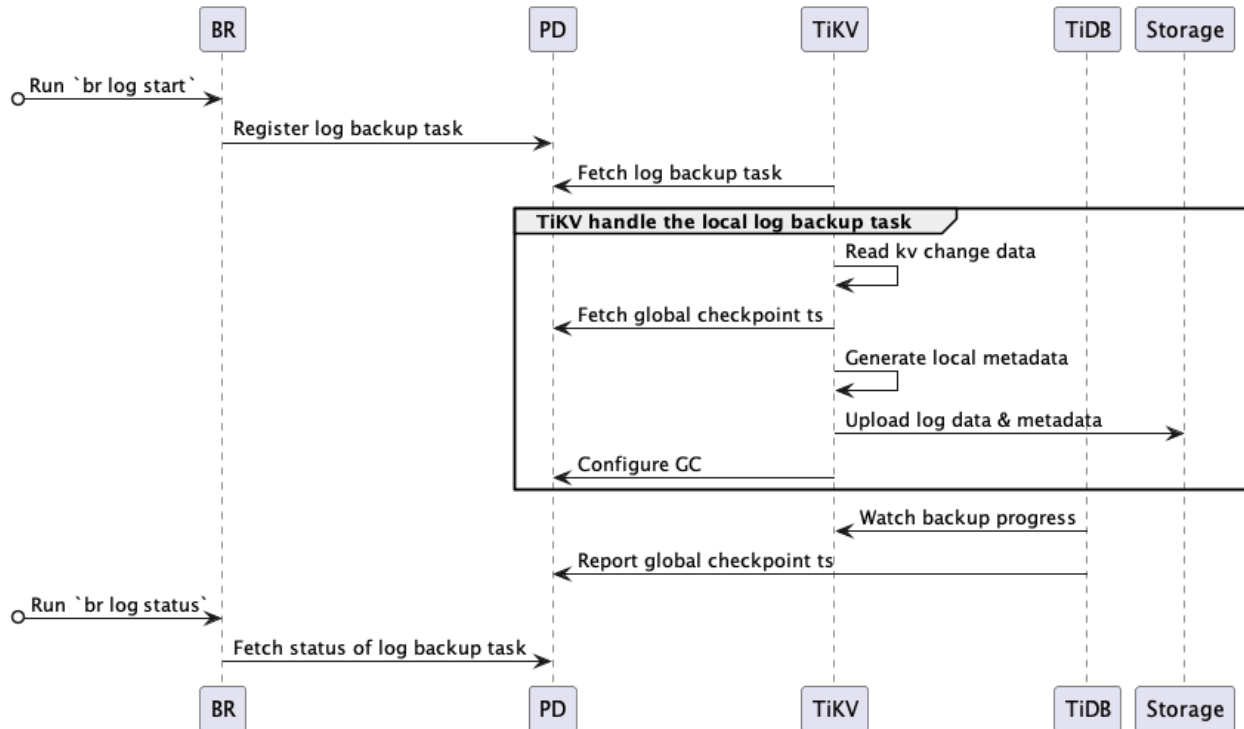 BR PD TiKV TiDB Storage
Run `br log start`
Register log backup task
Fetch log backup task
TiKV handle the local log backup task
Read kv change data
Fetch global checkpoint ts
Generate local metadata
Upload log data & metadata
Configure GC
Watch backup progress
Report global checkpoint ts
Run `br log status`
Fetch status of log backup task
BR PD TiKV TiDB Storage